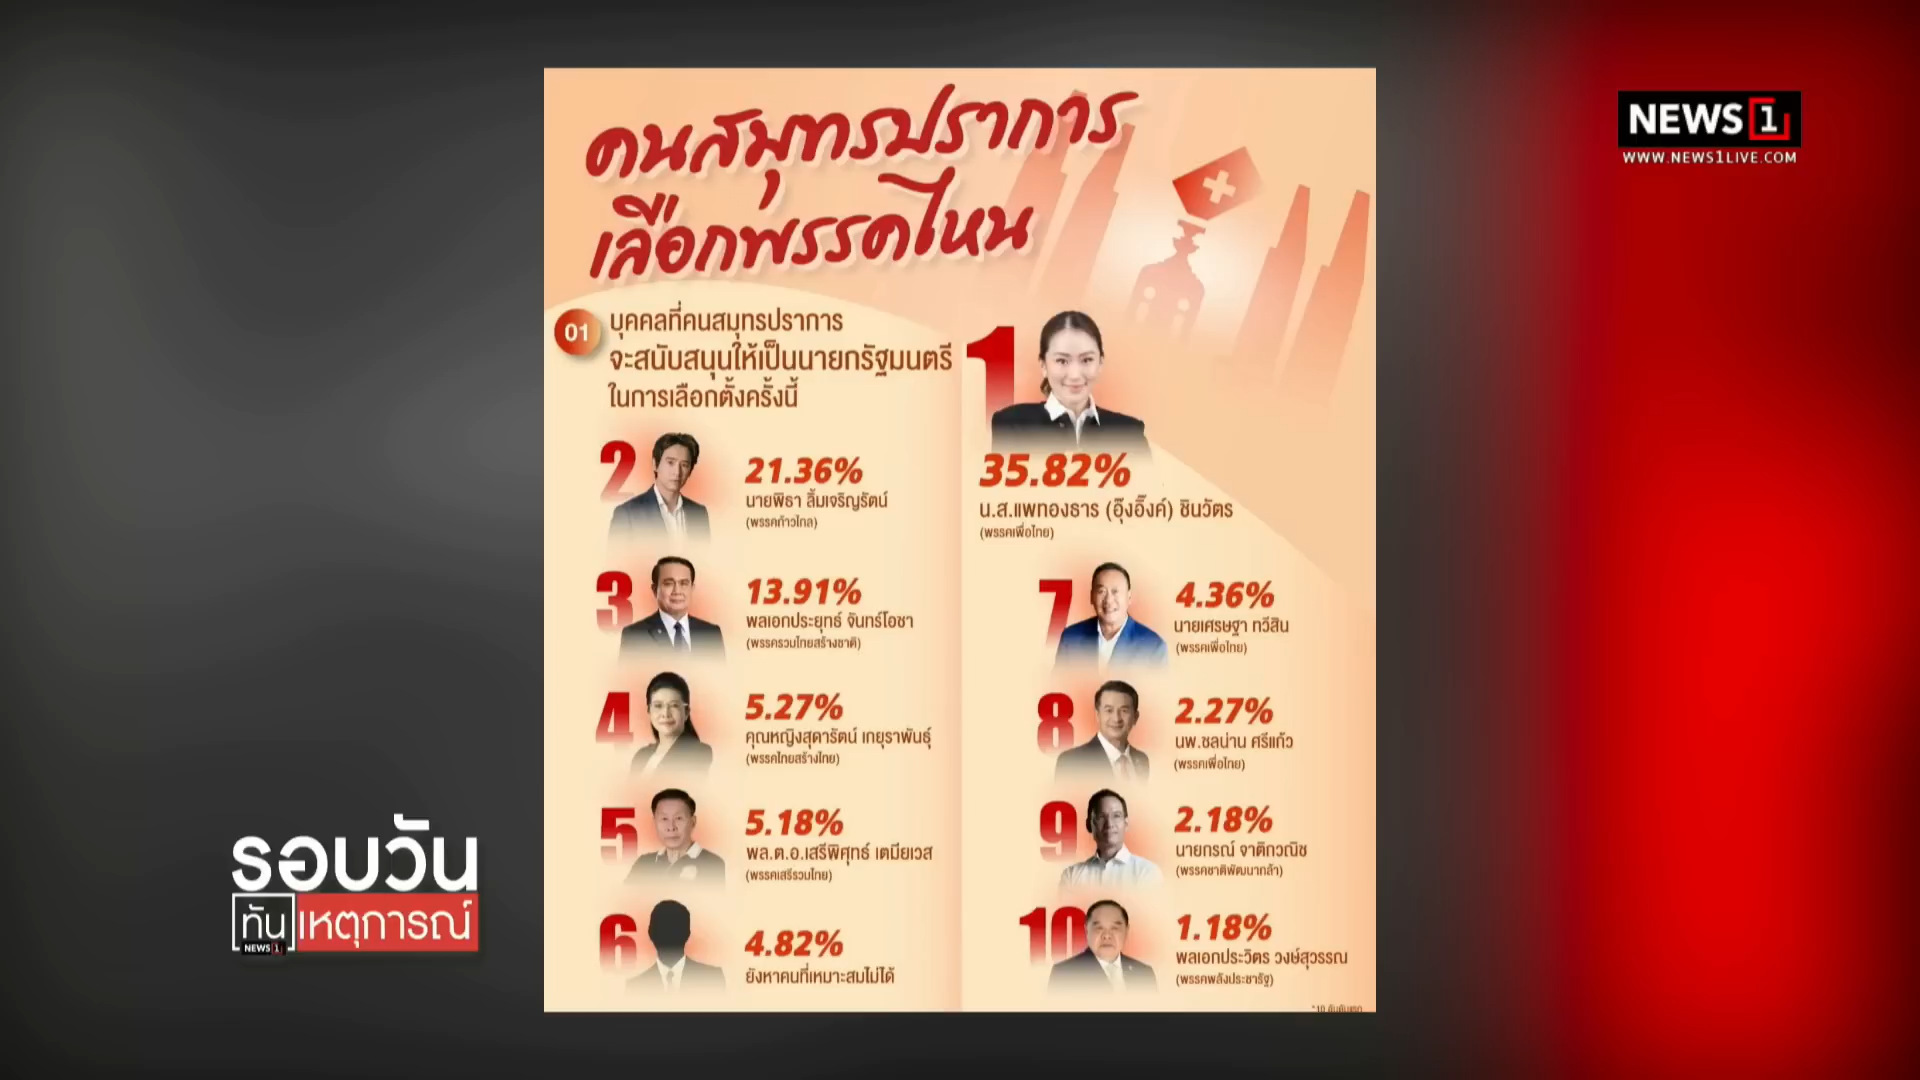 คนสมุทรปราการ
เลือกพรรคไหน
NEWS 1
WWW.NEWS1LIVE.COM
01
บุคคลที่คนสมุทรปราการ
จะสนับสนุนให้เป็นนายกรัฐมนตรี
ในการเลือกตั้งครั้งนี้
1
35.82%
น.ส.แพทองธาร (อุ๊งอิ๊งค์) ชินวัตร
(พรรคเพื่อไทย)
2
21.36%
นายพิธา ลิ้มเจริญรัตน์
(พรรคก้าวไกล)
3
13.91%
พลเอกประยุทธ์ จันทร์โอชา
(พรรครวมไทยสร้างชาติ)
4
5.27%
คุณหญิงสุดารัตน์ เกยุราพันธุ์
(พรรคไทยสร้างไทย)
5
5.18%
พล.ต.อ.เสรีพิศุทธ์ เตมียเวส
(พรรคเสรีรวมไทย)
6
4.82%
ยังหาคนที่เหมาะสมไม่ได้
7
4.36%
นายเศรษฐา ทวีสิน
(พรรคเพื่อไทย)
8
2.27%
นพ.ชลน่าน ศรีแก้ว
(พรรคเพื่อไทย)
9
2.18%
นายกรณ์ จาติกวณิช
(พรรคชาติพัฒนากล้า)
10
1.18%
พลเอกประวิตร วงษ์สุวรรณ
(พรรคพลังประชารัฐ)
*10 อันดับแรก
รอบวัน
ทัน เหตุการณ์
NEWS 1